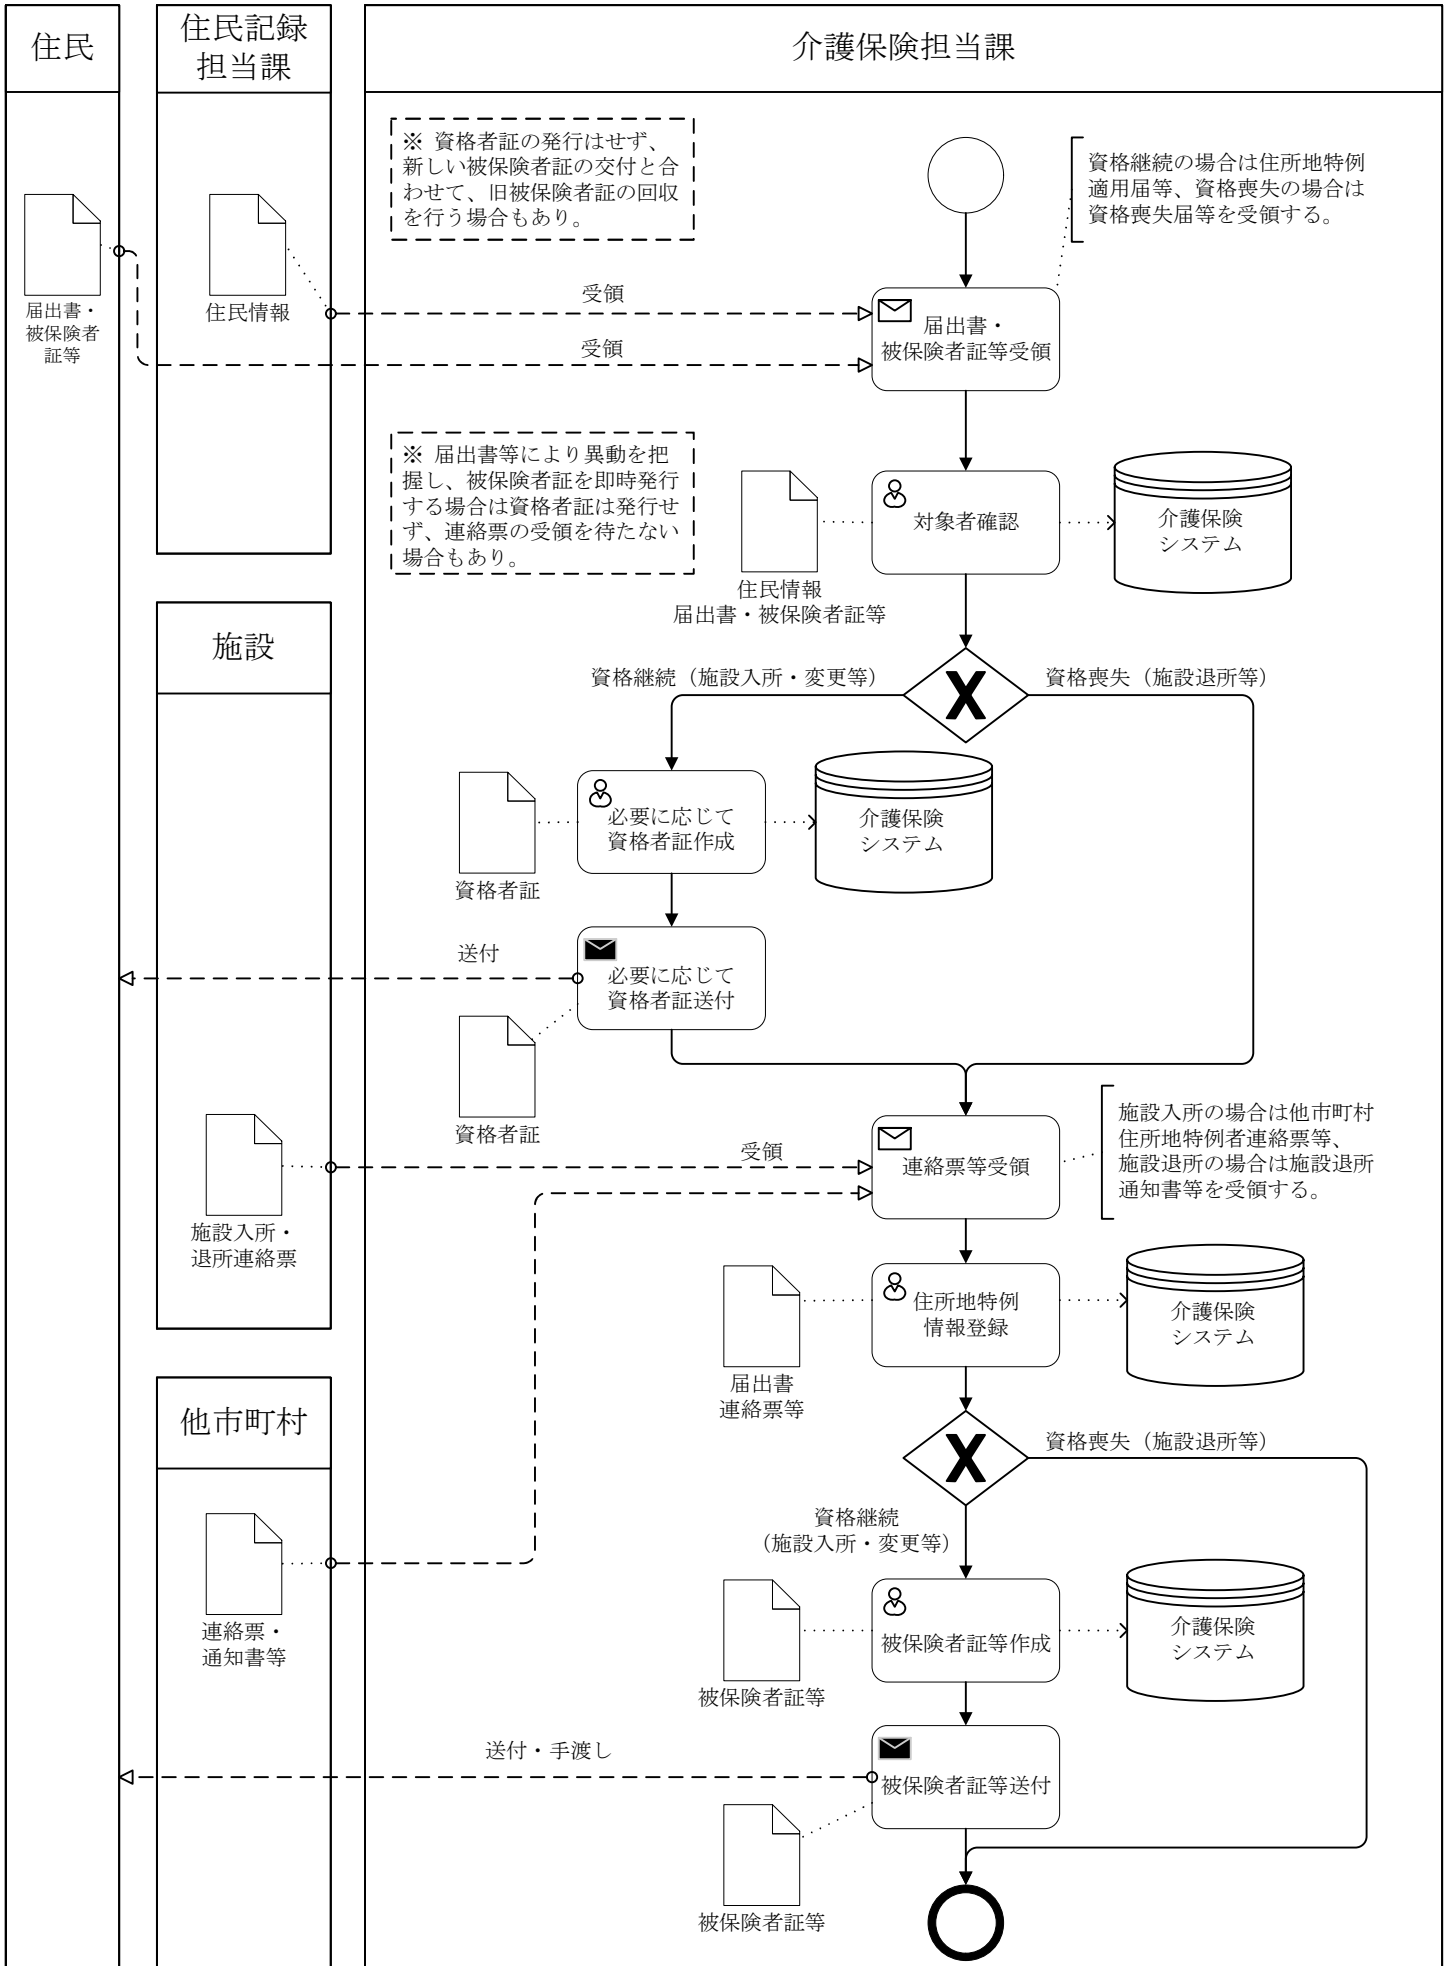 住民
住民記録
担当課
介護保険担当課
※ 資格者証の発行はせず、
新しい被保険者証の交付と合
わせて、旧被保険者証の回収
を行う場合もあり。
資格継続の場合は住所地特例
適用届等、資格喪失の場合は
資格喪失届等を受領する。
届出書・
被保険者
証等
住民情報
受領
受領
届出書・
被保険者証等受領
※ 届出書等により異動を把
握し、被保険者証を即時発行
する場合は資格者証は発行せ
ず、連絡票の受領を待たない
場合もあり。
対象者確認
介護保険
システム
住民情報
届出書・被保険者証等
施設
資格継続（施設入所・変更等）
資格喪失（施設退所等）
必要に応じて
資格者証作成
介護保険
システム
資格者証
送付
必要に応じて
資格者証送付
資格者証
施設入所の場合は他市町村
住所地特例者連絡票等、
施設退所の場合は施設退所
通知書等を受領する。
受領
連絡票等受領
施設入所・
退所連絡票
住所地特例
情報登録
介護保険
システム
届出書
連絡票等
他市町村
資格喪失（施設退所等）
資格継続
（施設入所・変更等）
連絡票・
通知書等
被保険者証等作成
介護保険
システム
被保険者証等
送付・手渡し
被保険者証等送付
被保険者証等